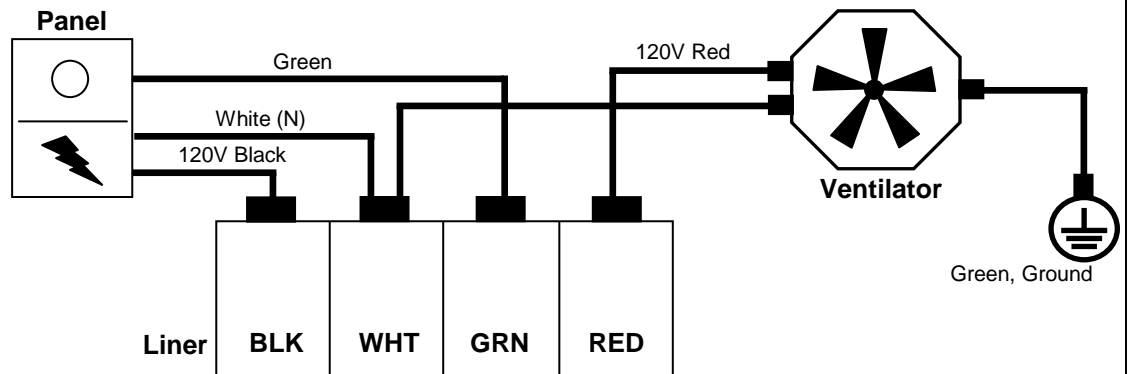 Panel
Green
White (N)
120V Black
120V Red
Ventilator
Green, Ground
Liner BLK WHT GRN RED